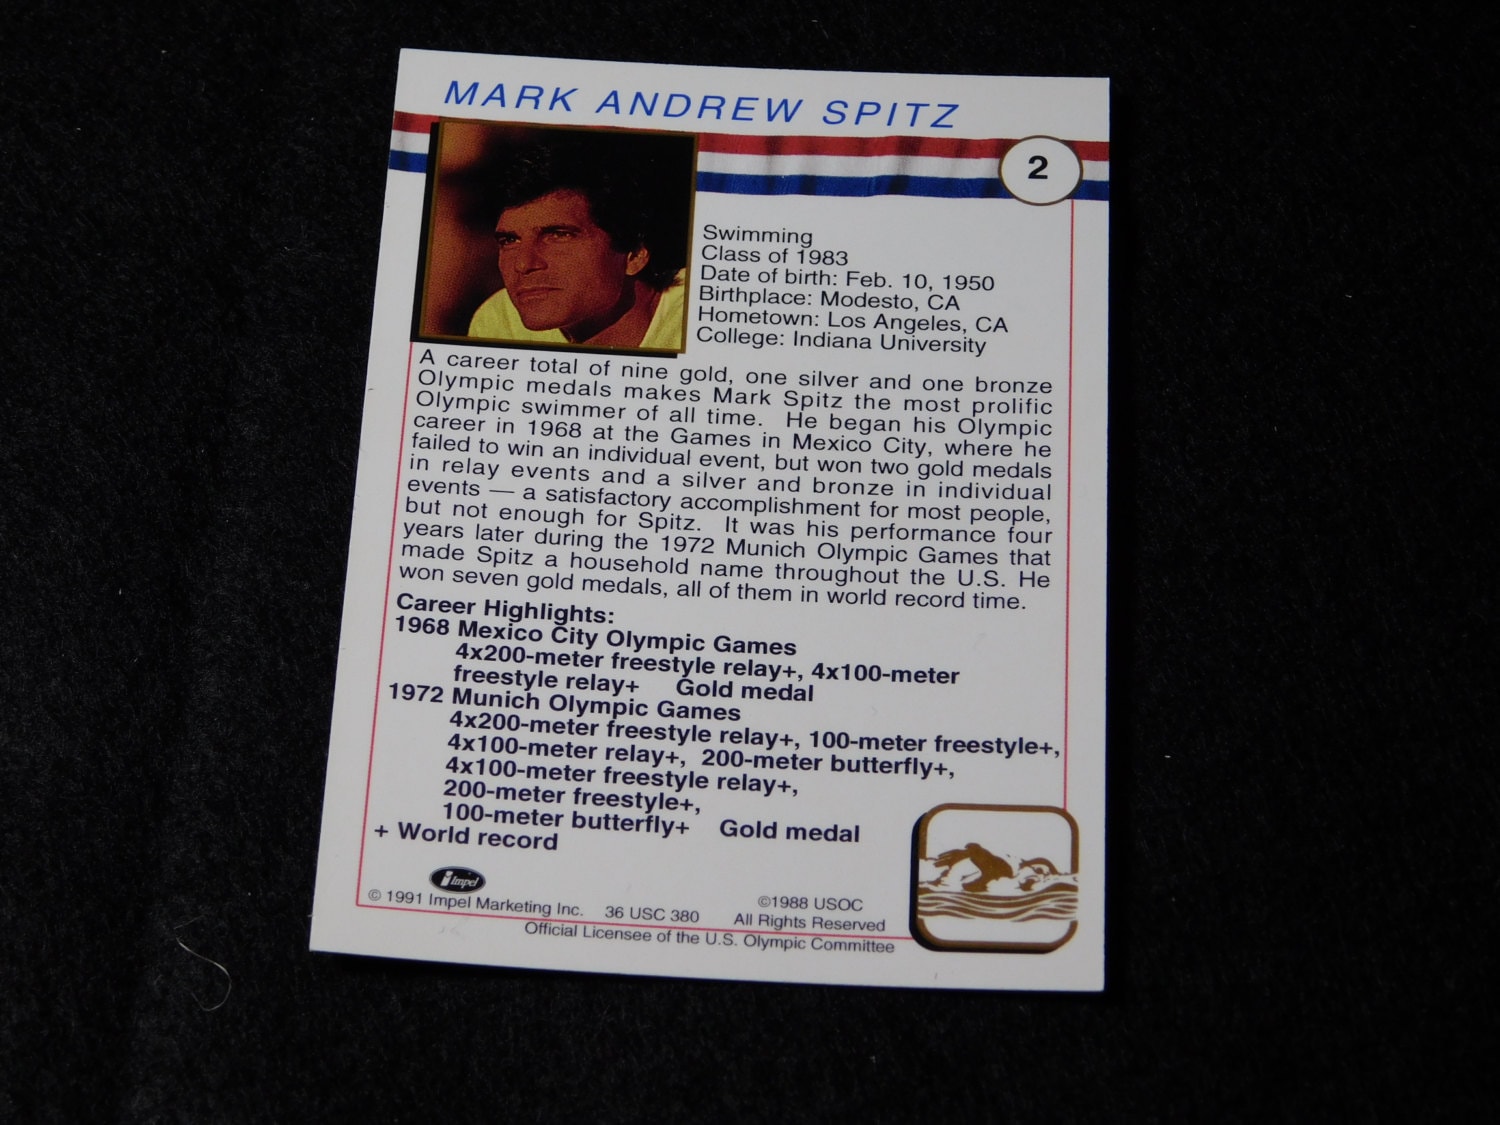 MARK ANDREW SPITZ
2
Swimming
Class of 1983
Date of birth: Feb. 10, 1950
Birthplace: Modesto, CA
Hometown: Los Angeles, CA
College: Indiana University
A career total of nine gold, one silver and one bronze
Olympic medals makes Mark Spitz the most prolific
Olympic swimmer of all time. He began his Olympic
career in 1968 at the Games in Mexico City, where he
failed to win an individual event, but won two gold medals
in relay events and a silver and bronze in individual
events — a satisfactory accomplishment for most people,
but not enough for Spitz. It was his performance four
years later during the 1972 Munich Olympic Games that
made Spitz a household name throughout the U.S. He
won seven gold medals, all of them in world record time.
Career Highlights:
1968 Mexico City Olympic Games
4x200-meter freestyle relay+, 4x100-meter
freestyle relay+ Gold medal
1972 Munich Olympic Games
4x200-meter freestyle relay+, 100-meter freestyle+,
4x100-meter relay+, 200-meter butterfly+,
4x100-meter freestyle relay+,
200-meter freestyle+,
100-meter butterfly+ Gold medal
+ World record
Impel
© 1991 Impel Marketing Inc. 36 USC 380 ©1988 USOC
All Rights Reserved
Official Licensee of the U.S. Olympic Committee